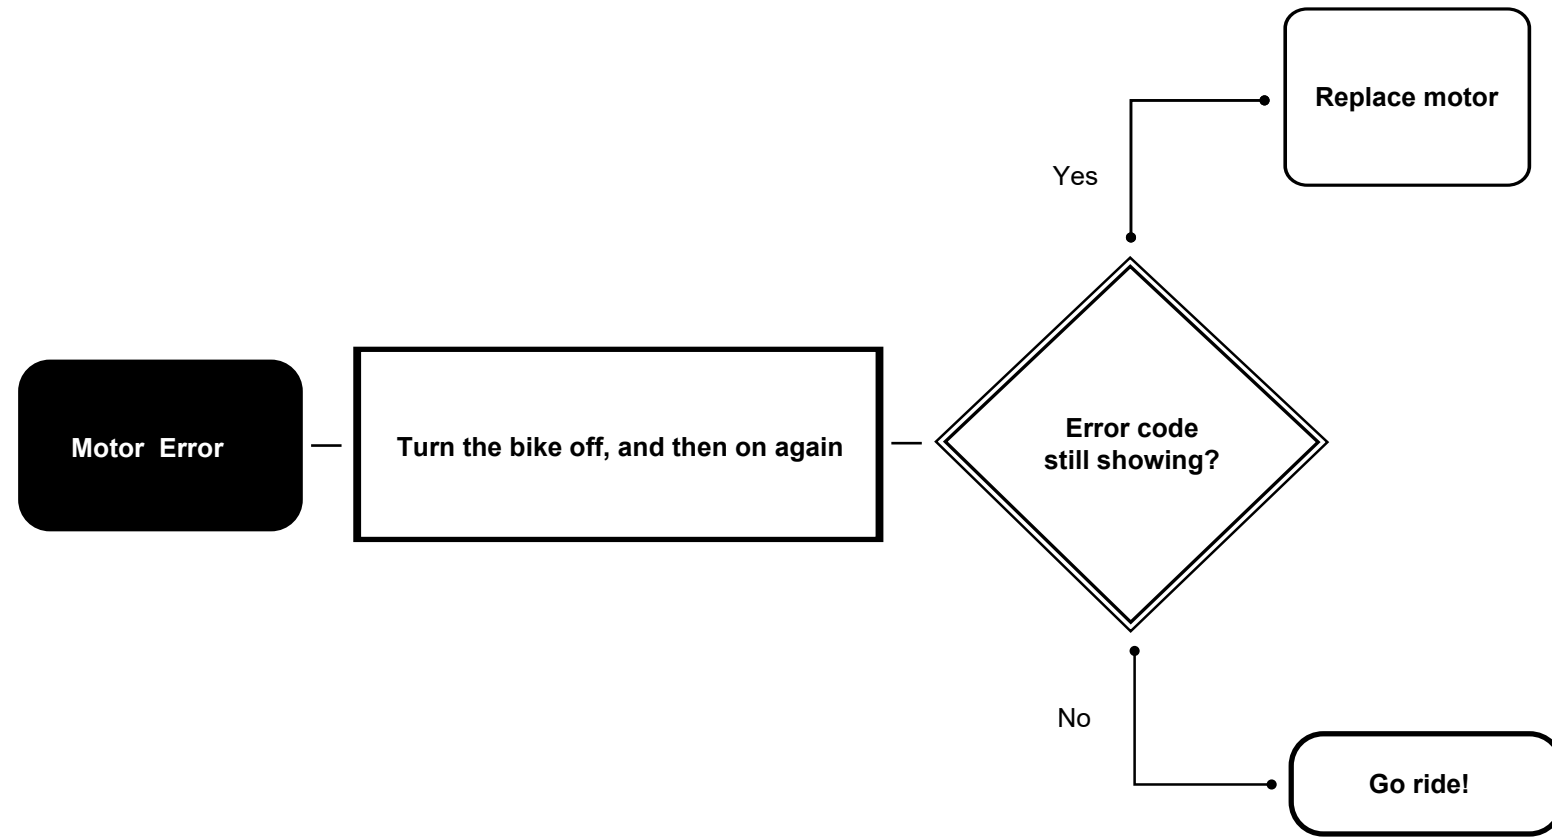 Replace motor
Yes
Motor  Error
Turn the bike off, and then on again
Error code
still showing?
No
Go ride!